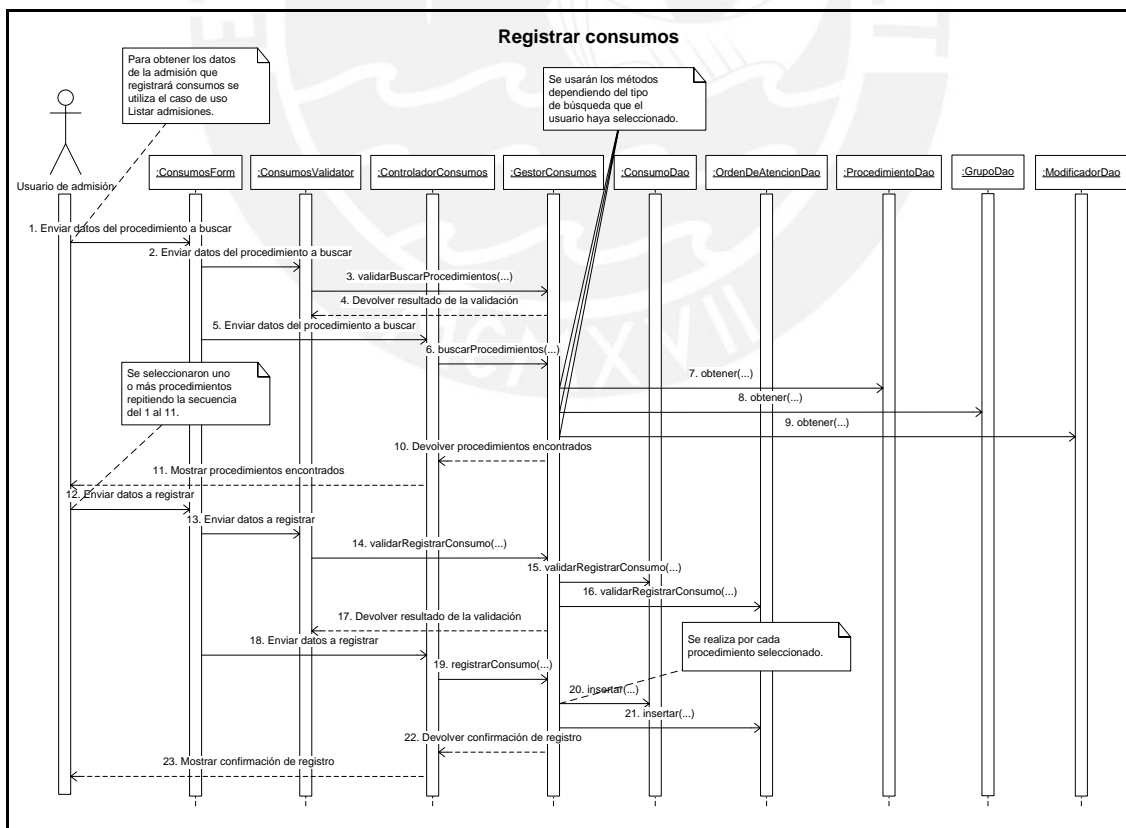 Registrar consumos
Para obtener los datos
de la admisión que
registrará consumos se
utiliza el caso de uso
Listar admisiones.
Se usarán los métodos
dependiendo del tipo
de búsqueda que el
usuario haya seleccionado.
Usuario de admisión
:ConsumosForm
:ConsumosValidator
:ControladorConsumos
:GestorConsumos
:ConsumoDao
:OrdenDeAtencionDao
:ProcedimientoDao
:GrupoDao
:ModificadorDao
1. Enviar datos del procedimiento a buscar
2. Enviar datos del procedimiento a buscar
3. validarBuscarProcedimientos(...)
4. Devolver resultado de la validación
5. Enviar datos del procedimiento a buscar
6. buscarProcedimientos(...)
Se seleccionaron uno
o más procedimientos
repitiendo la secuencia
del 1 al 11.
7. obtener(...)
8. obtener(...)
9. obtener(...)
10. Devolver procedimientos encontrados
11. Mostrar procedimientos encontrados
12. Enviar datos a registrar
13. Enviar datos a registrar
14. validarRegistrarConsumo(...)
15. validarRegistrarConsumo(...)
16. validarRegistrarConsumo(...)
17. Devolver resultado de la validación
18. Enviar datos a registrar
Se realiza por cada
procedimiento seleccionado.
19. registrarConsumo(...)
20. insertar(...)
21. insertar(...)
22. Devolver confirmación de registro
23. Mostrar confirmación de registro
MCMXVII